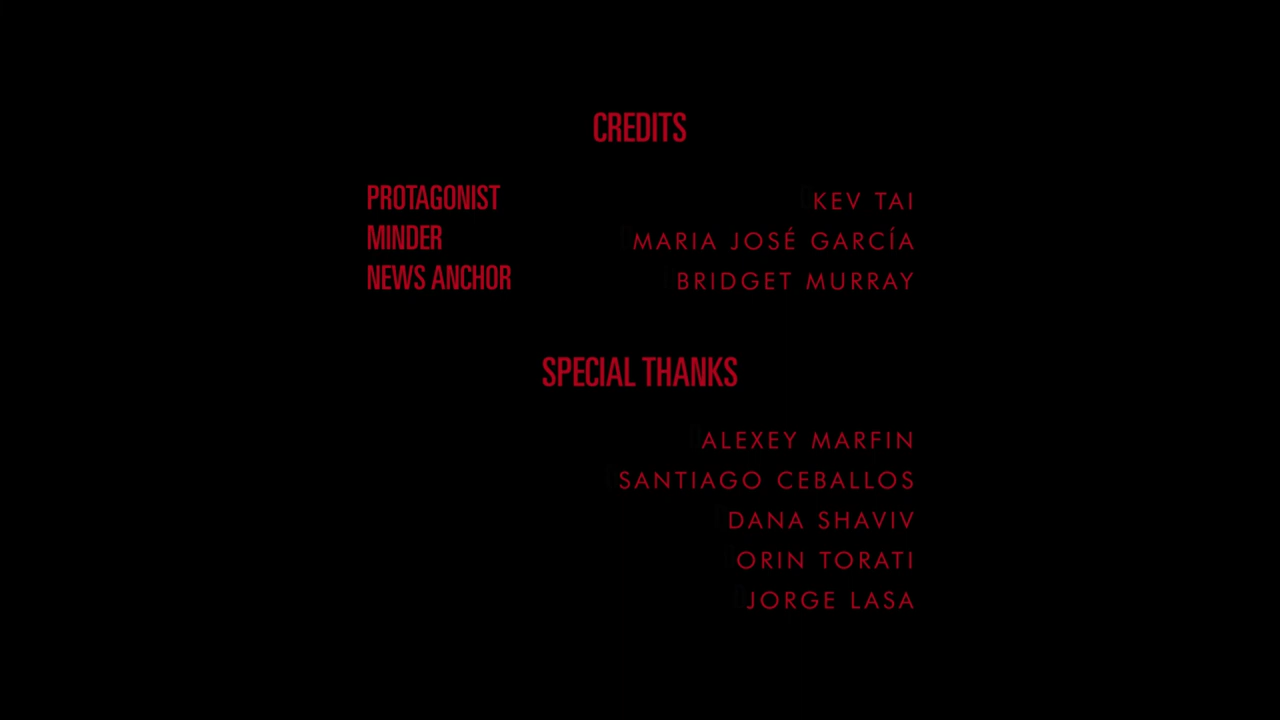 CREDITS
PROTAGONIST KEV TAI
MINDER MARIA JOSÉ GARCÍA
NEWS ANCHOR BRIDGET MURRAY
SPECIAL THANKS
ALEXEY MARFIN
SANTIAGO CEBALLOS
DANA SHAVIV
ORIN TORATI
JORGE LASA